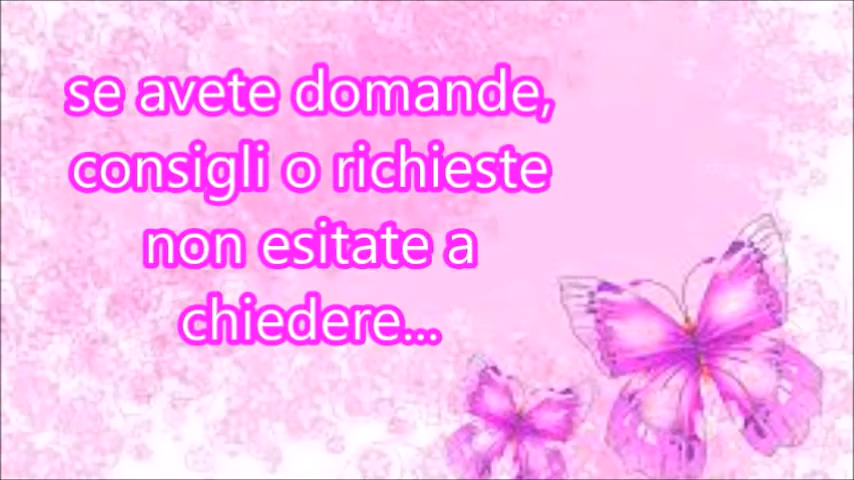 se avete domande,
consigli o richieste
non esitate a
chiedere...